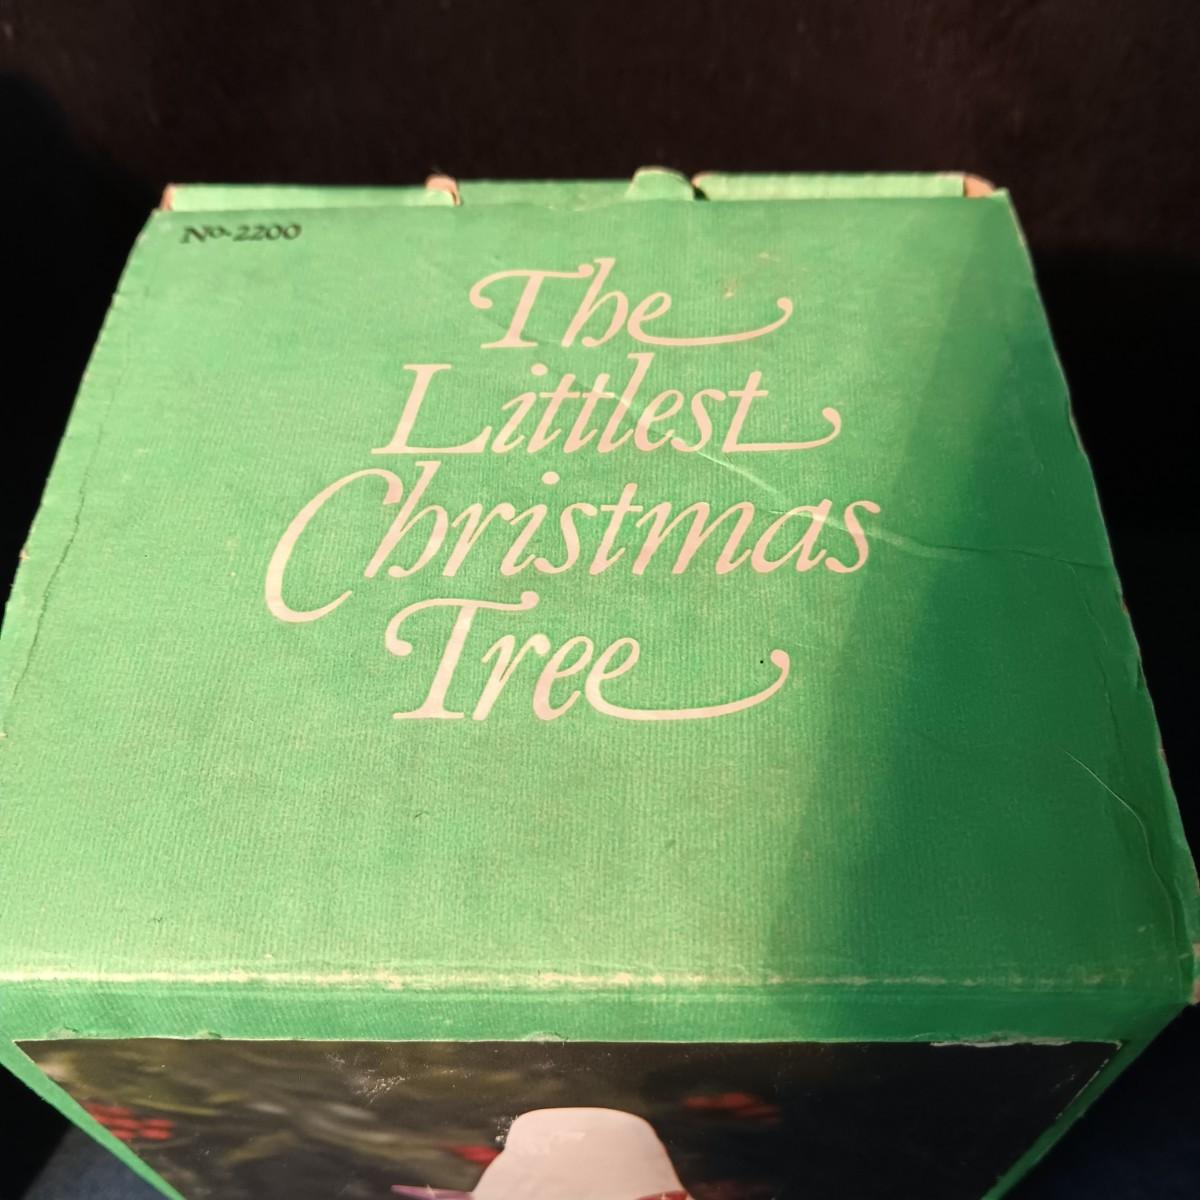 No. 2200
The
Littlest
Christmas
Tree